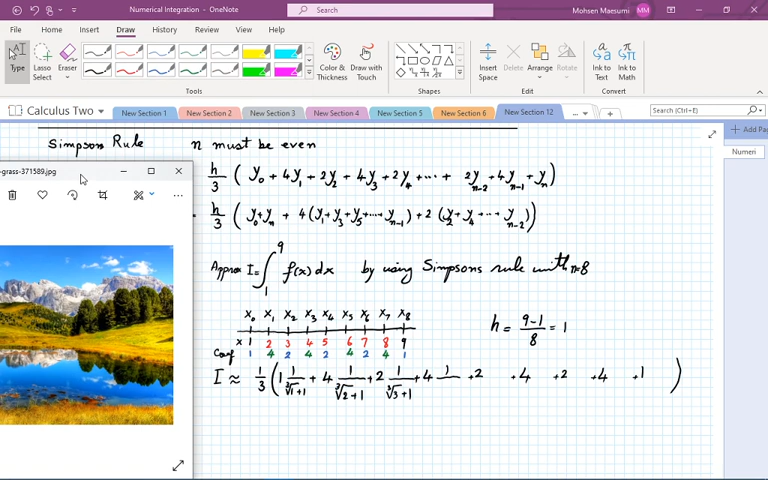 Numerical Integration - OneNote
Search
Mohsen Maesumi MM
File Home Insert Draw History Review View Help
Type Lasso Select Eraser Color & Thickness Draw with Touch Insert Space Delete Arrange Rotate Ink to Text Ink to Math
Tools Shapes Edit Convert
Calculus Two New Section 1 New Section 2 New Section 3 New Section 4 New Section 5 New Section 6 New Section 12 ... + Search (Ctrl+E)
Add Pag
Numeri
Simpson Rule n must be even
-grass-371589.jpg
h/3 ( y₀ + 4y₁ + 2y₂ + 4y₃ + 2y₄ + ... + 2yₙ₋₂ + 4yₙ₋₁ + yₙ )
h/3 ( y₀+yₙ + 4(y₁+y₃+y₅+...+yₙ₋₁) + 2(y₂+y₄+...+yₙ₋₂) )
Approx I = ∫₁⁹ f(x) dx by using Simpsons rule with n=8
x₀ x₁ x₂ x₃ x₄ x₅ x₆ x₇ x₈
h = (9-1)/8 = 1
x 1 2 3 4 5 6 7 8 9
Coef 1 4 2 4 2 4 2 4 1
I ≈ 1/3 ( 1 1/(∛1+1) + 4 1/(∛2+1) + 2 1/(∛3+1) + 4 1/ +2 +4 +2 +4 +1 )